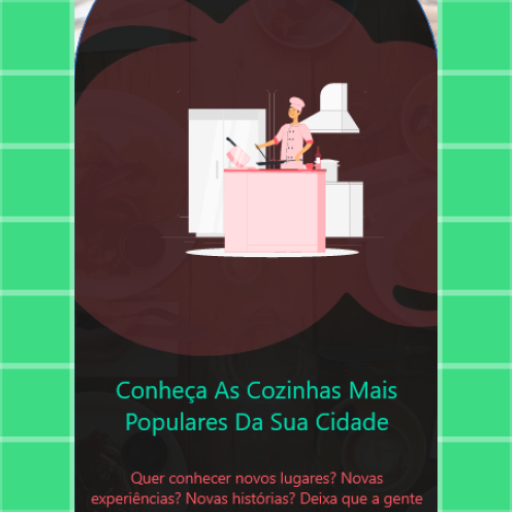 Conheça As Cozinhas Mais
Populares Da Sua Cidade
Quer conhecer novos lugares? Novas
experiências? Novas histórias? Deixa que a gente